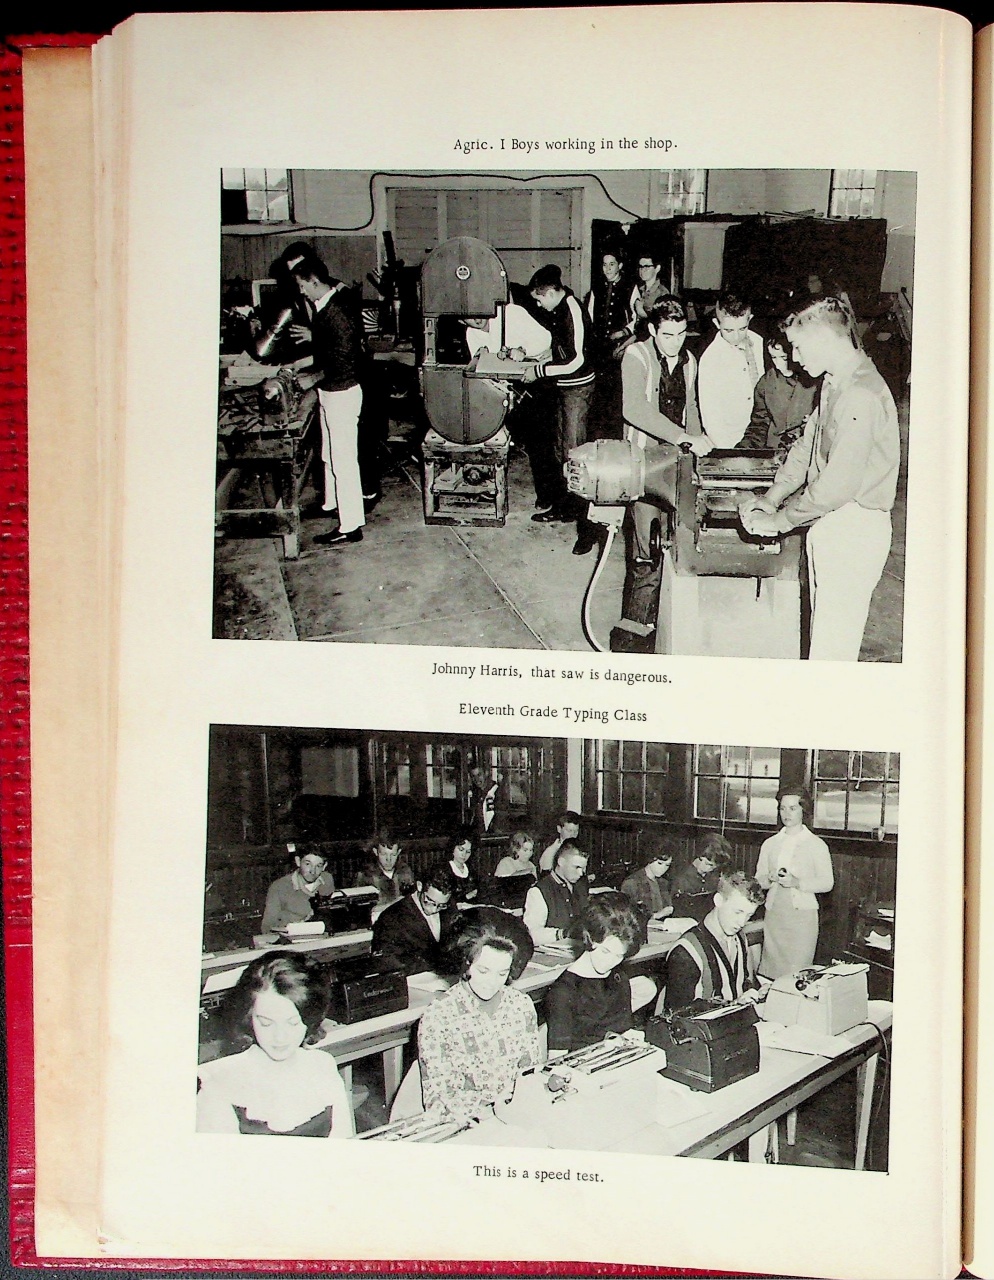 Agric. I Boys working in the shop.
Johnny Harris, that saw is dangerous.
Eleventh Grade Typing Class
Underwood
This is a speed test.